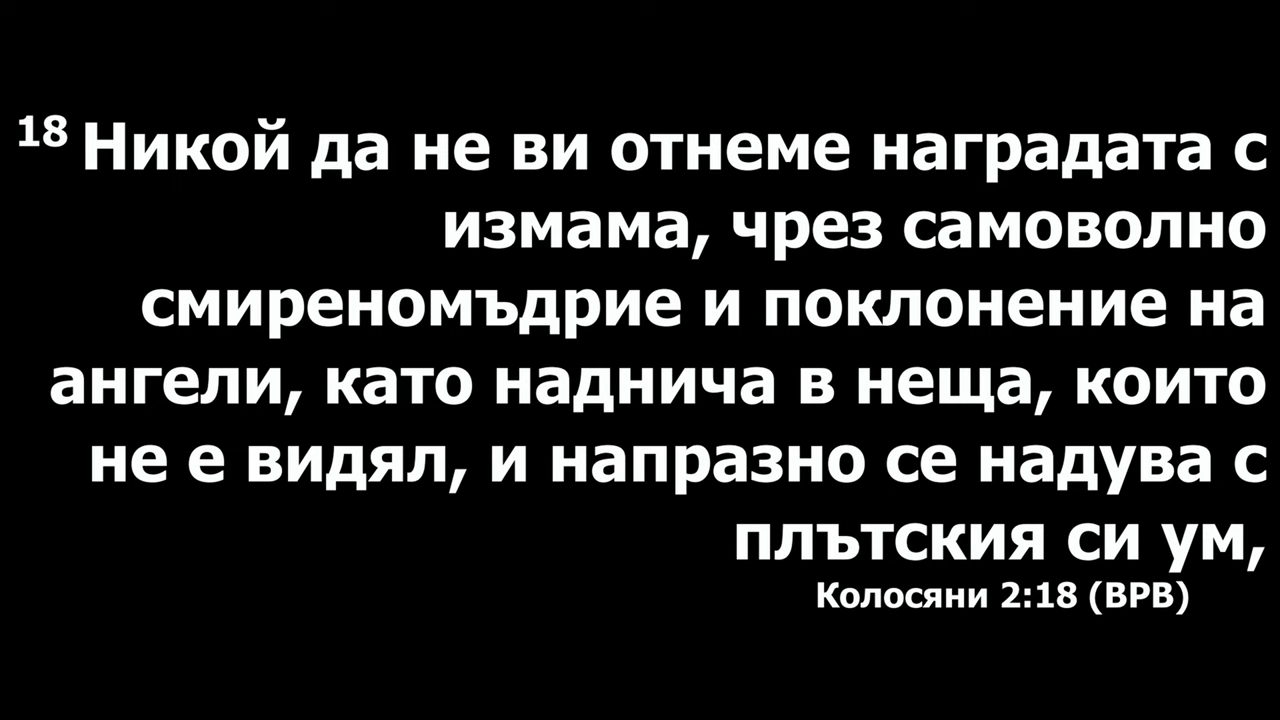 18 Никой да не ви отнеме наградата с
измама, чрез самоволно
смиреномъдрие и поклонение на
ангели, като наднича в неща, които
не е видял, и напразно се надува с
плътския си ум,
Колосяни 2:18 (ВРВ)